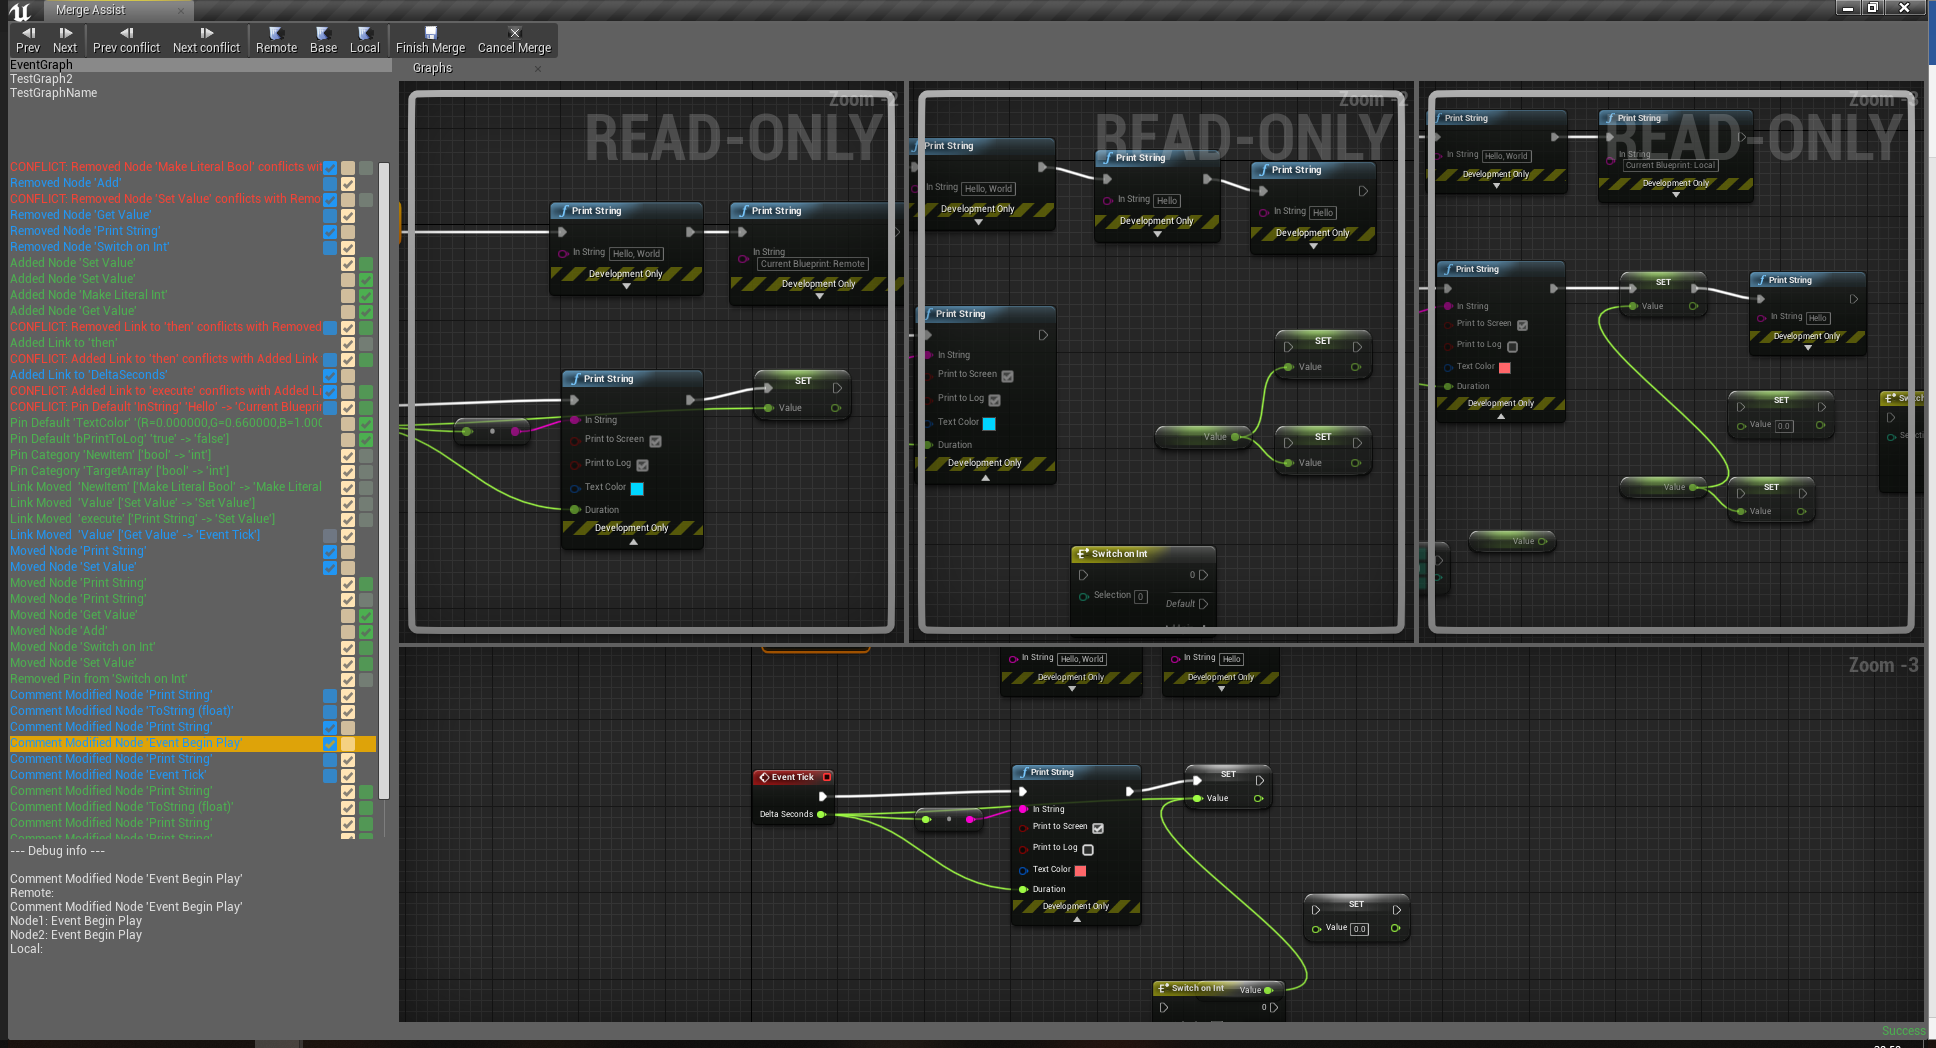 Merge Assist
Prev
Next
Prev conflict
Next conflict
Remote
Base
Local
Finish Merge
Cancel Merge
EventGraph
TestGraph2
TestGraphName
CONFLICT: Removed Node 'Make Literal Bool' conflicts wit
Removed Node 'Add'
CONFLICT: Removed Node 'Set Value' conflicts with Remo
Removed Node 'Get Value'
Removed Node 'Print String'
Removed Node 'Switch on Int'
Added Node 'Set Value'
Added Node 'Set Value'
Added Node 'Make Literal Int'
Added Node 'Get Value'
CONFLICT: Removed Link to 'then' conflicts with Removed
Added Link to 'then'
CONFLICT: Added Link to 'then' conflicts with Added Link
Added Link to 'DeltaSeconds'
CONFLICT: Added Link to 'execute' conflicts with Added Li
CONFLICT: Pin Default 'InString' 'Hello' -> 'Current Blueprin
Pin Default 'TextColor' '(R=0.000000,G=0.660000,B=1.000
Pin Default 'bPrintToLog' 'true' -> 'false']
Pin Category 'NewItem' ['bool' -> 'int']
Pin Category 'TargetArray' ['bool' -> 'int']
Link Moved 'NewItem' ['Make Literal Bool' -> 'Make Literal
Link Moved 'Value' ['Set Value' -> 'Set Value']
Link Moved 'execute' ['Print String' -> 'Set Value']
Link Moved 'Value' ['Get Value' -> 'Event Tick']
Moved Node 'Print String'
Moved Node 'Set Value'
Moved Node 'Print String'
Moved Node 'Print String'
Moved Node 'Get Value'
Moved Node 'Add'
Moved Node 'Switch on Int'
Moved Node 'Set Value'
Removed Pin from 'Switch on Int'
Comment Modified Node 'Print String'
Comment Modified Node 'ToString (float)'
Comment Modified Node 'Print String'
Comment Modified Node 'Event Begin Play'
Comment Modified Node 'Print String'
Comment Modified Node 'Event Tick'
Comment Modified Node 'Print String'
Comment Modified Node 'ToString (float)'
Comment Modified Node 'Print String'
Comment Modified Node 'Print String'
--- Debug info ---
Comment Modified Node 'Event Begin Play'
Remote:
Comment Modified Node 'Event Begin Play'
Node1: Event Begin Play
Node2: Event Begin Play
Local:
Graphs
Zoom -2
READ-ONLY
Print String
In String Hello, World
Development Only
Print String
In String
Current Blueprint: Remote
Development Only
Print String
In String
Print to Screen
Print to Log
Text Color
Duration
Development Only
SET
Value
Zoom -2
READ-ONLY
Print String
In String Hello, World
Development Only
Print String
In String Hello
Development Only
Print String
In String Hello
Development Only
Print String
In String
Print to Screen
Print to Log
Text Color
Duration
Development Only
SET
Value
Value
SET
Value
Switch on Int
0
Selection 0
Default
Zoom -3
READ-ONLY
Print String
In String Hello, World
Development Only
Print String
In String
Current Blueprint: Local
Development Only
Print String
In String
Print to Screen
Print to Log
Text Color
Duration
Development Only
SET
Value
Print String
In String Hello
Development Only
SET
Value 0.0
Switch
Selecti
Value
SET
Value
Value
Zoom -3
In String Hello, World
Development Only
In String Hello
Development Only
Event Tick
Delta Seconds
Print String
In String
Print to Screen
Print to Log
Text Color
Duration
Development Only
SET
Value
SET
Value 0.0
Switch on Int
Value
0
Success